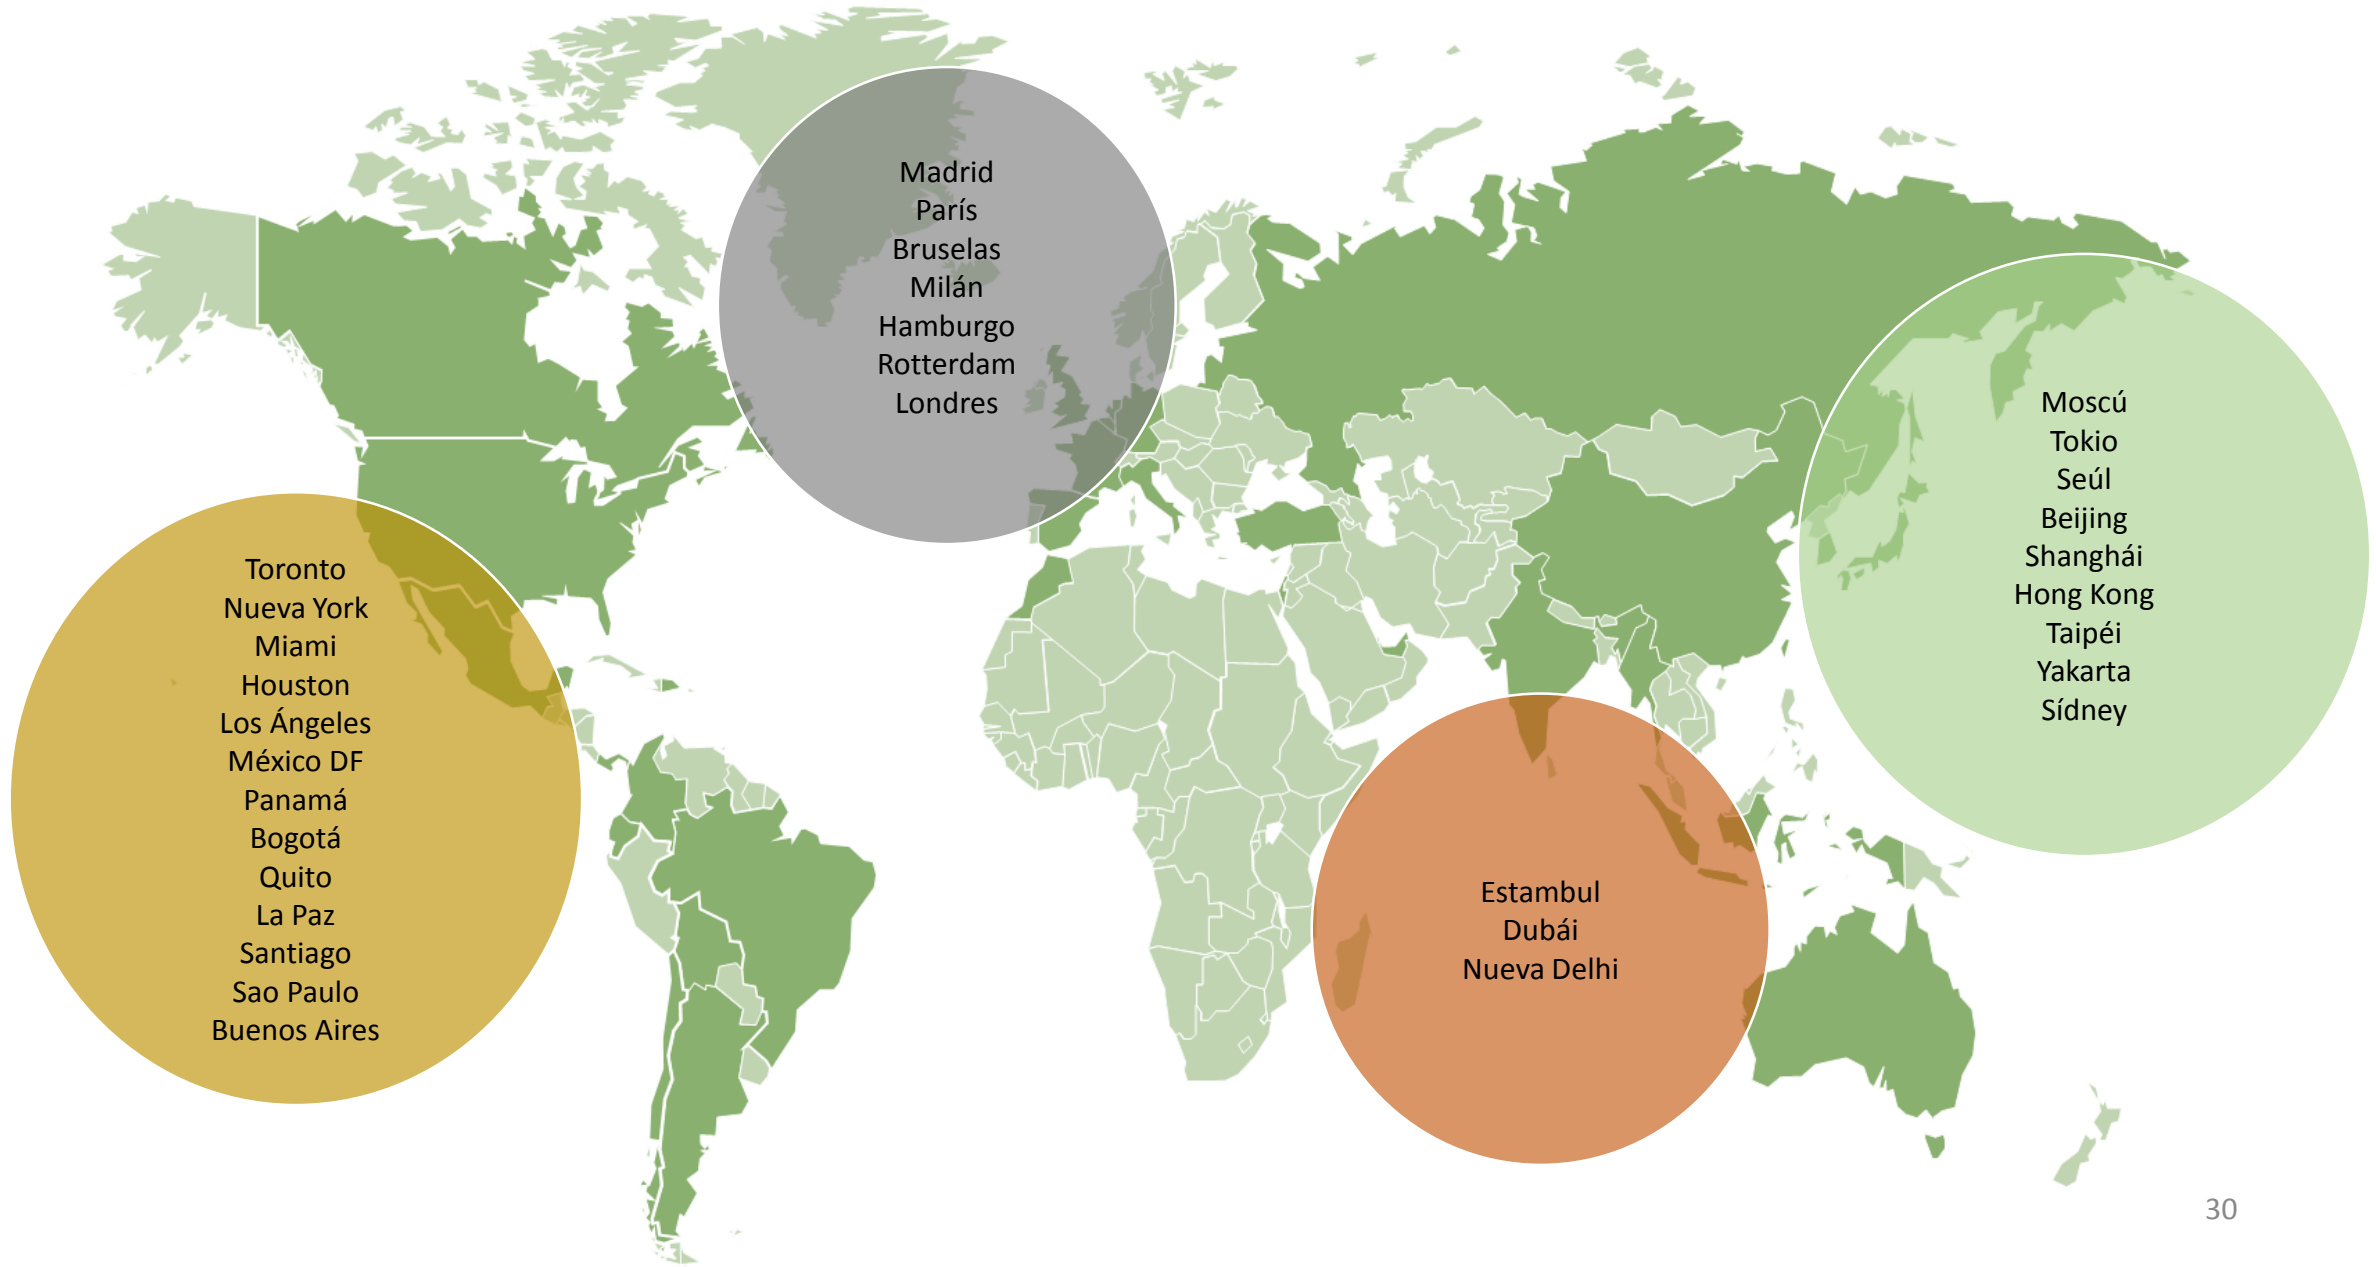 Madrid
París
Bruselas
Milán
Hamburgo
Rotterdam
Londres
Toronto
Nueva York
Miami
Houston
Los Ángeles
México DF
Panamá
Bogotá
Quito
La Paz
Santiago
Sao Paulo
Buenos Aires
Estambul
Dubái
Nueva Delhi
Moscú
Tokio
Seúl
Beijing
Shanghái
Hong Kong
Taipéi
Yakarta
Sídney
30